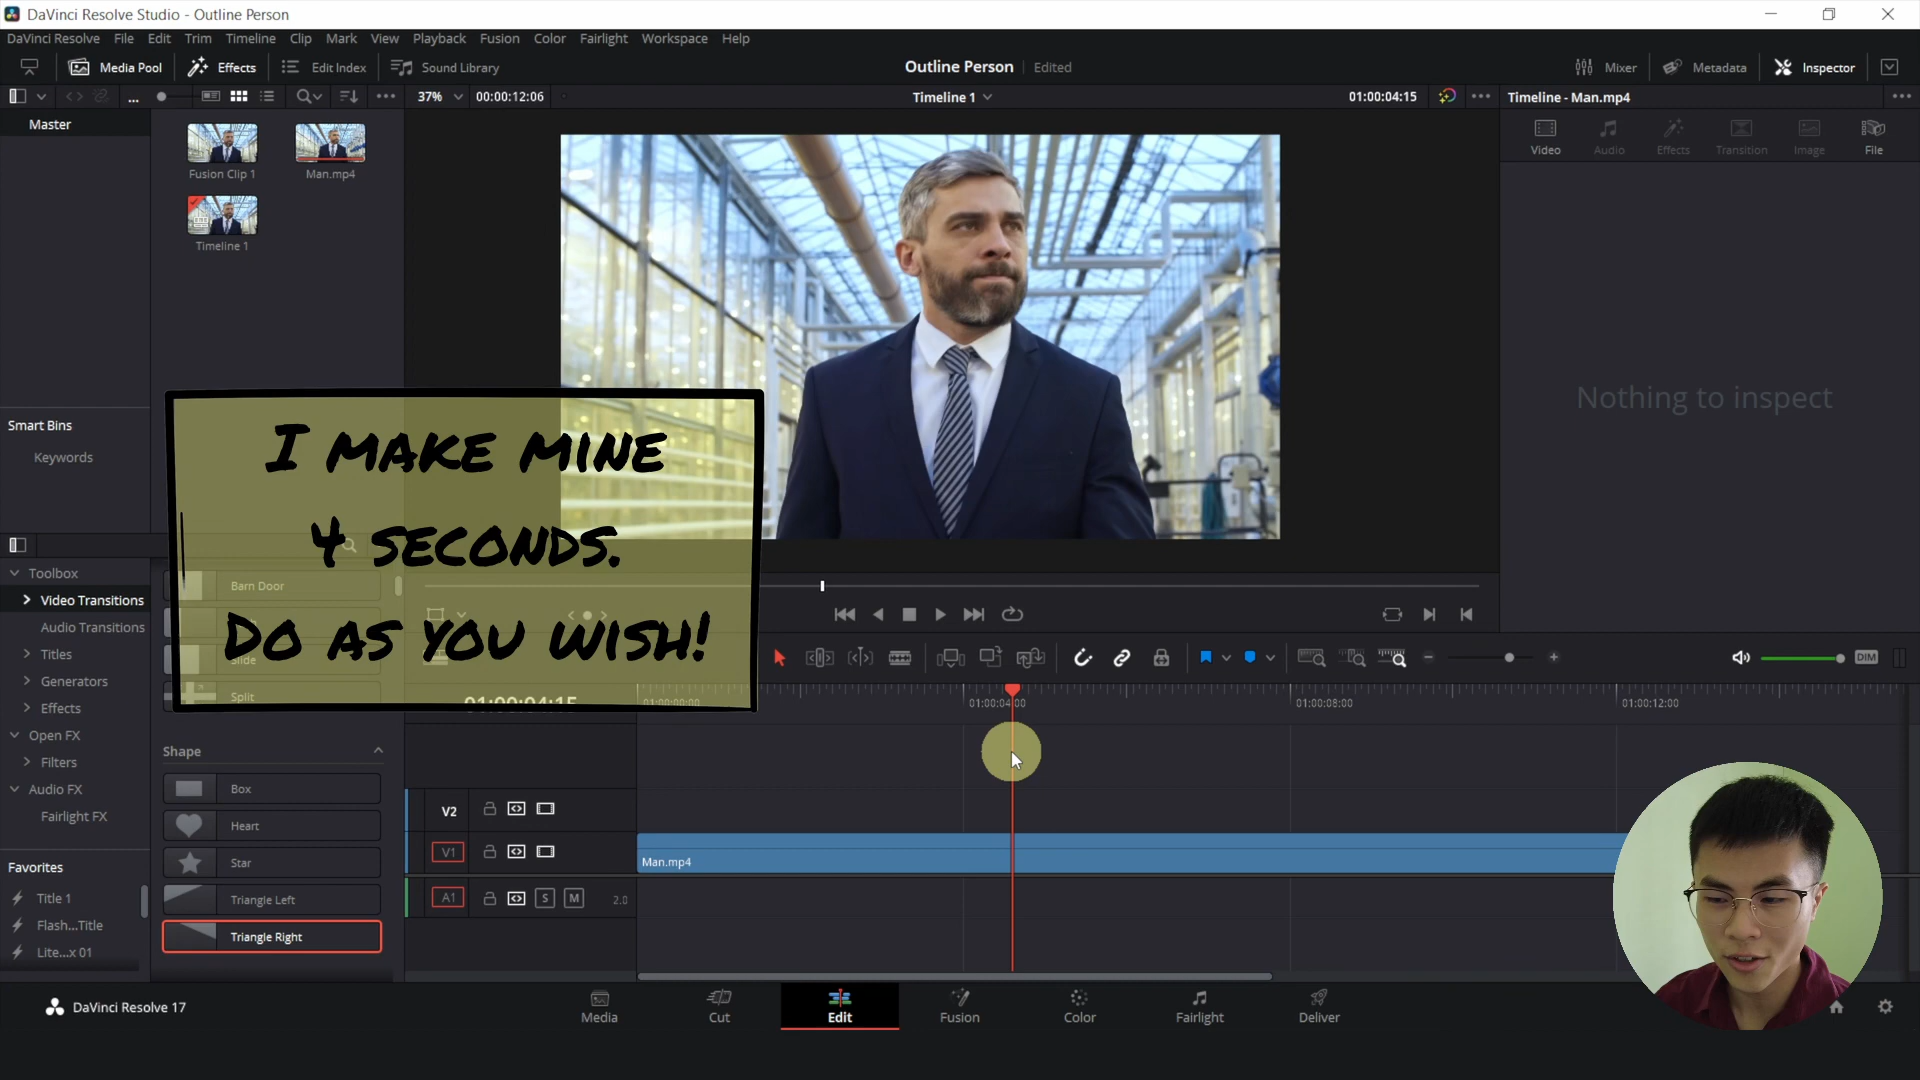 DaVinci Resolve Studio - Outline Person
DaVinci Resolve File Edit Trim Timeline Clip Mark View Playback Fusion Color Fairlight Workspace Help
Media Pool Effects Edit Index Sound Library Outline Person Edited Mixer Metadata Inspector
37% 00:00:12:06 Timeline 1 01:00:04:15 Timeline - Man.mp4
Master
Fusion Clip 1 Man.mp4
Timeline 1
Video Audio Effects Transition Image File
Nothing to inspect
Smart Bins
Keywords
I MAKE MINE
4 SECONDS.
DO AS YOU WISH!
Toolbox
Video Transitions
Audio Transitions
Titles
Generators
Effects
Open FX
Filters
Audio FX
Fairlight FX
Favorites
Title 1
Flash...Title
Lite...x 01
Barn Door
Slide
Split
Shape
Box
Heart
Star
Triangle Left
Triangle Right
DIM
01:00:04:15
01:00:00:00 01:00:04:00 01:00:08:00 01:00:12:00
V2
V1
Man.mp4
A1 S M 2.0
DaVinci Resolve 17
Media Cut Edit Fusion Color Fairlight Deliver